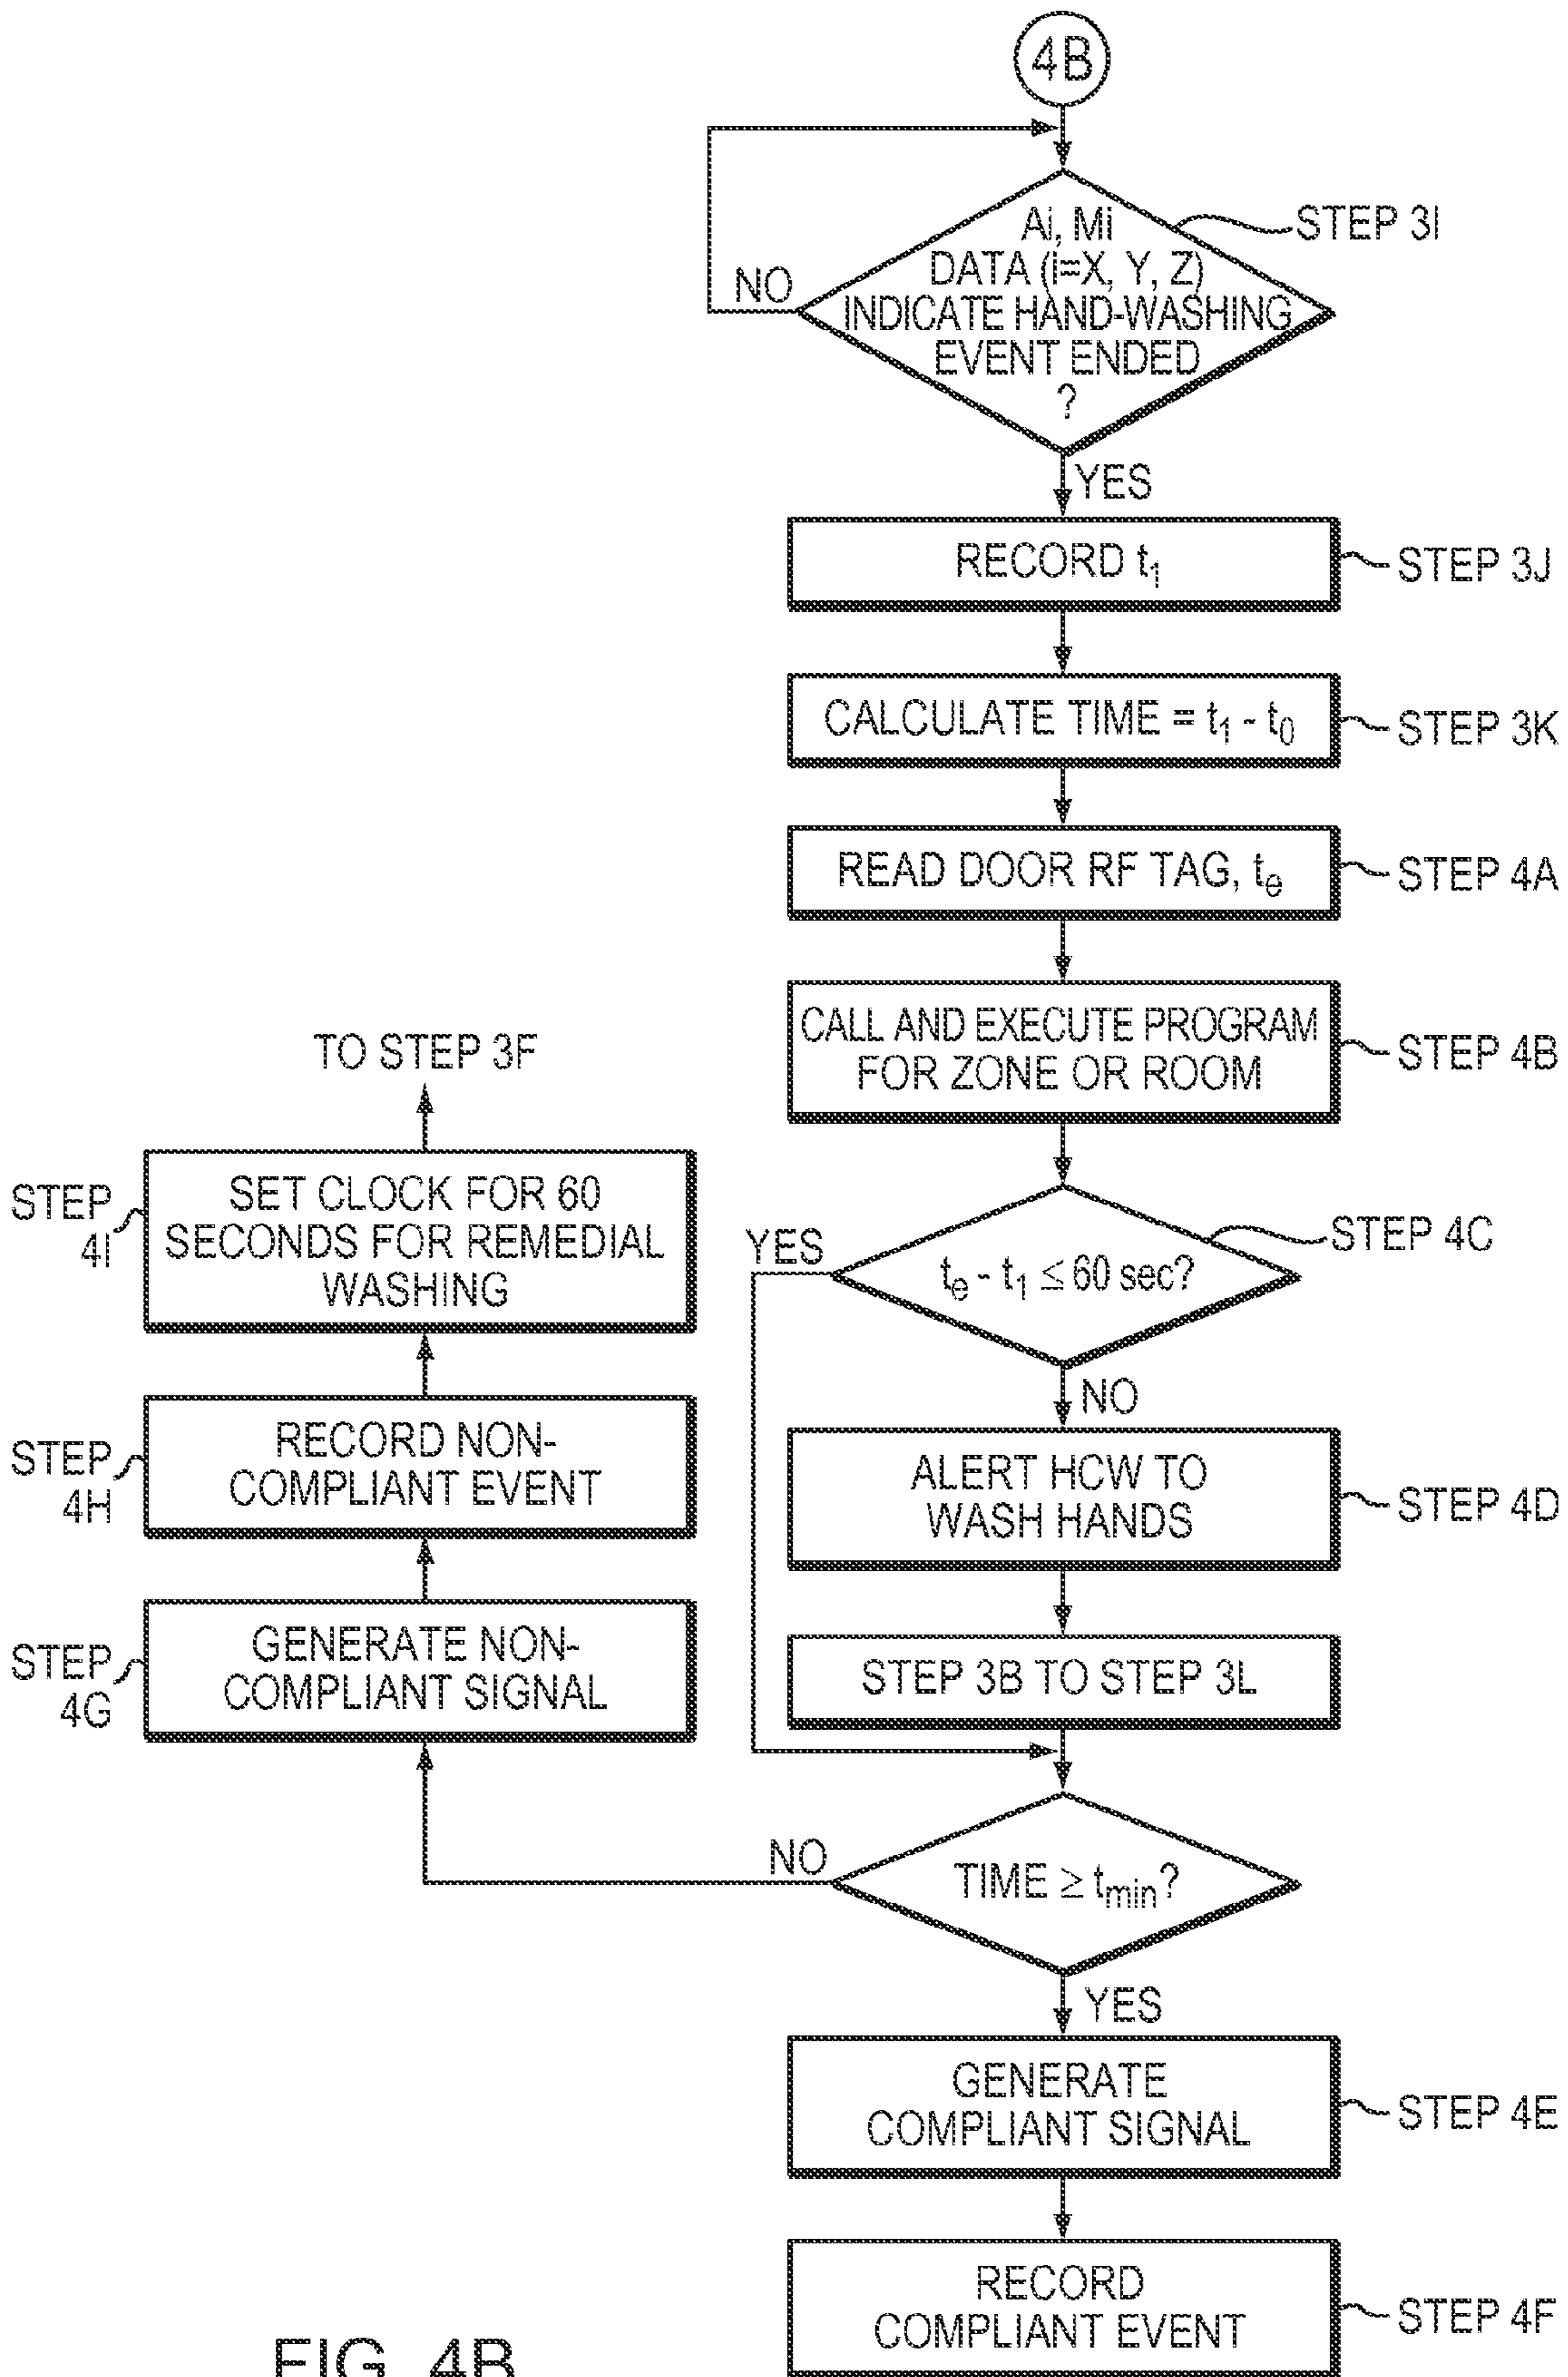 4B
Ai, Mi
DATA (i=X, Y, Z)
INDICATE HAND-WASHING
EVENT ENDED
?
STEP 3I
NO
YES
RECORD t1
STEP 3J
CALCULATE TIME = t1 - t0
STEP 3K
READ DOOR RF TAG, te
STEP 4A
CALL AND EXECUTE PROGRAM
FOR ZONE OR ROOM
STEP 4B
te - t1 ≤ 60 sec?
STEP 4C
YES
NO
ALERT HCW TO
WASH HANDS
STEP 4D
STEP 3B TO STEP 3L
TIME ≥ tmin?
NO
YES
GENERATE
COMPLIANT SIGNAL
STEP 4E
RECORD
COMPLIANT EVENT
STEP 4F
TO STEP 3F
STEP
4I
SET CLOCK FOR 60
SECONDS FOR REMEDIAL
WASHING
STEP
4H
RECORD NON-
COMPLIANT EVENT
STEP
4G
GENERATE NON-
COMPLIANT SIGNAL
FIG. 4B